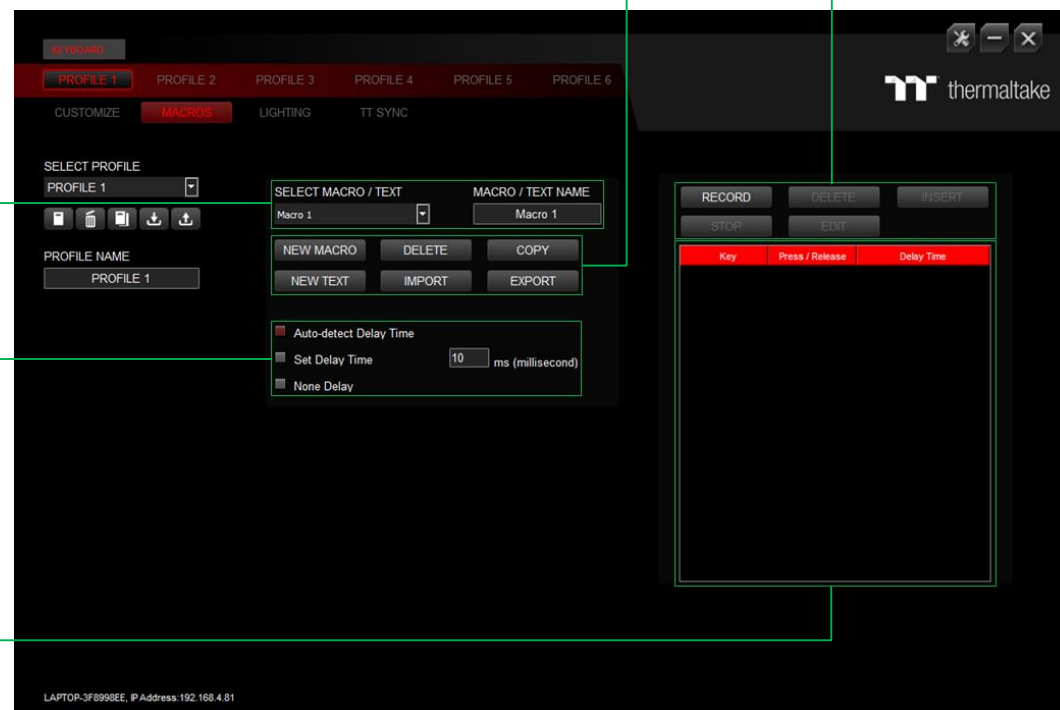 KEYBOARD
PROFILE 1 PROFILE 2 PROFILE 3 PROFILE 4 PROFILE 5 PROFILE 6
thermaltake
CUSTOMIZE MACROS LIGHTING TT SYNC
SELECT PROFILE
PROFILE 1
PROFILE NAME
PROFILE 1
SELECT MACRO / TEXT MACRO / TEXT NAME
Macro 1 Macro 1
NEW MACRO DELETE COPY
NEW TEXT IMPORT EXPORT
Auto-detect Delay Time
Set Delay Time 10 ms (millisecond)
None Delay
RECORD DELETE INSERT
STOP EDIT
Key Press / Release Delay Time
LAPTOP-3F8998EE, IP Address:192.168.4.81